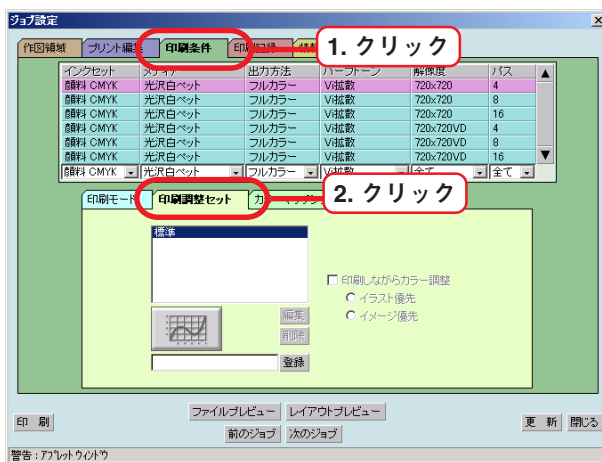 ジョブ設定
作図領域 プリント編集 印刷条件
1. クリック
インクセット 出力方法 ハーフトーン 解像度 パス
顔料 CMYK 光沢白ペット フルカラー Vi拡散 720x720 4
顔料 CMYK 光沢白ペット フルカラー Vi拡散 720x720 8
顔料 CMYK 光沢白ペット フルカラー Vi拡散 720x720 16
顔料 CMYK 光沢白ペット フルカラー Vi拡散 720x720VD 4
顔料 CMYK 光沢白ペット フルカラー Vi拡散 720x720VD 8
顔料 CMYK 光沢白ペット フルカラー Vi拡散 720x720VD 16
顔料 CMYK 光沢白ペット フルカラー Vi拡散 全て 全て
印刷モード 印刷調整セット
2. クリック
標準
印刷しながらカラー調整
イラスト優先
イメージ優先
編集
削除
登録
ファイルプレビュー レイアウトプレビュー
印 刷 更 新 閉じる
前のジョブ 次のジョブ
警告 : アプレット ウィンドウ